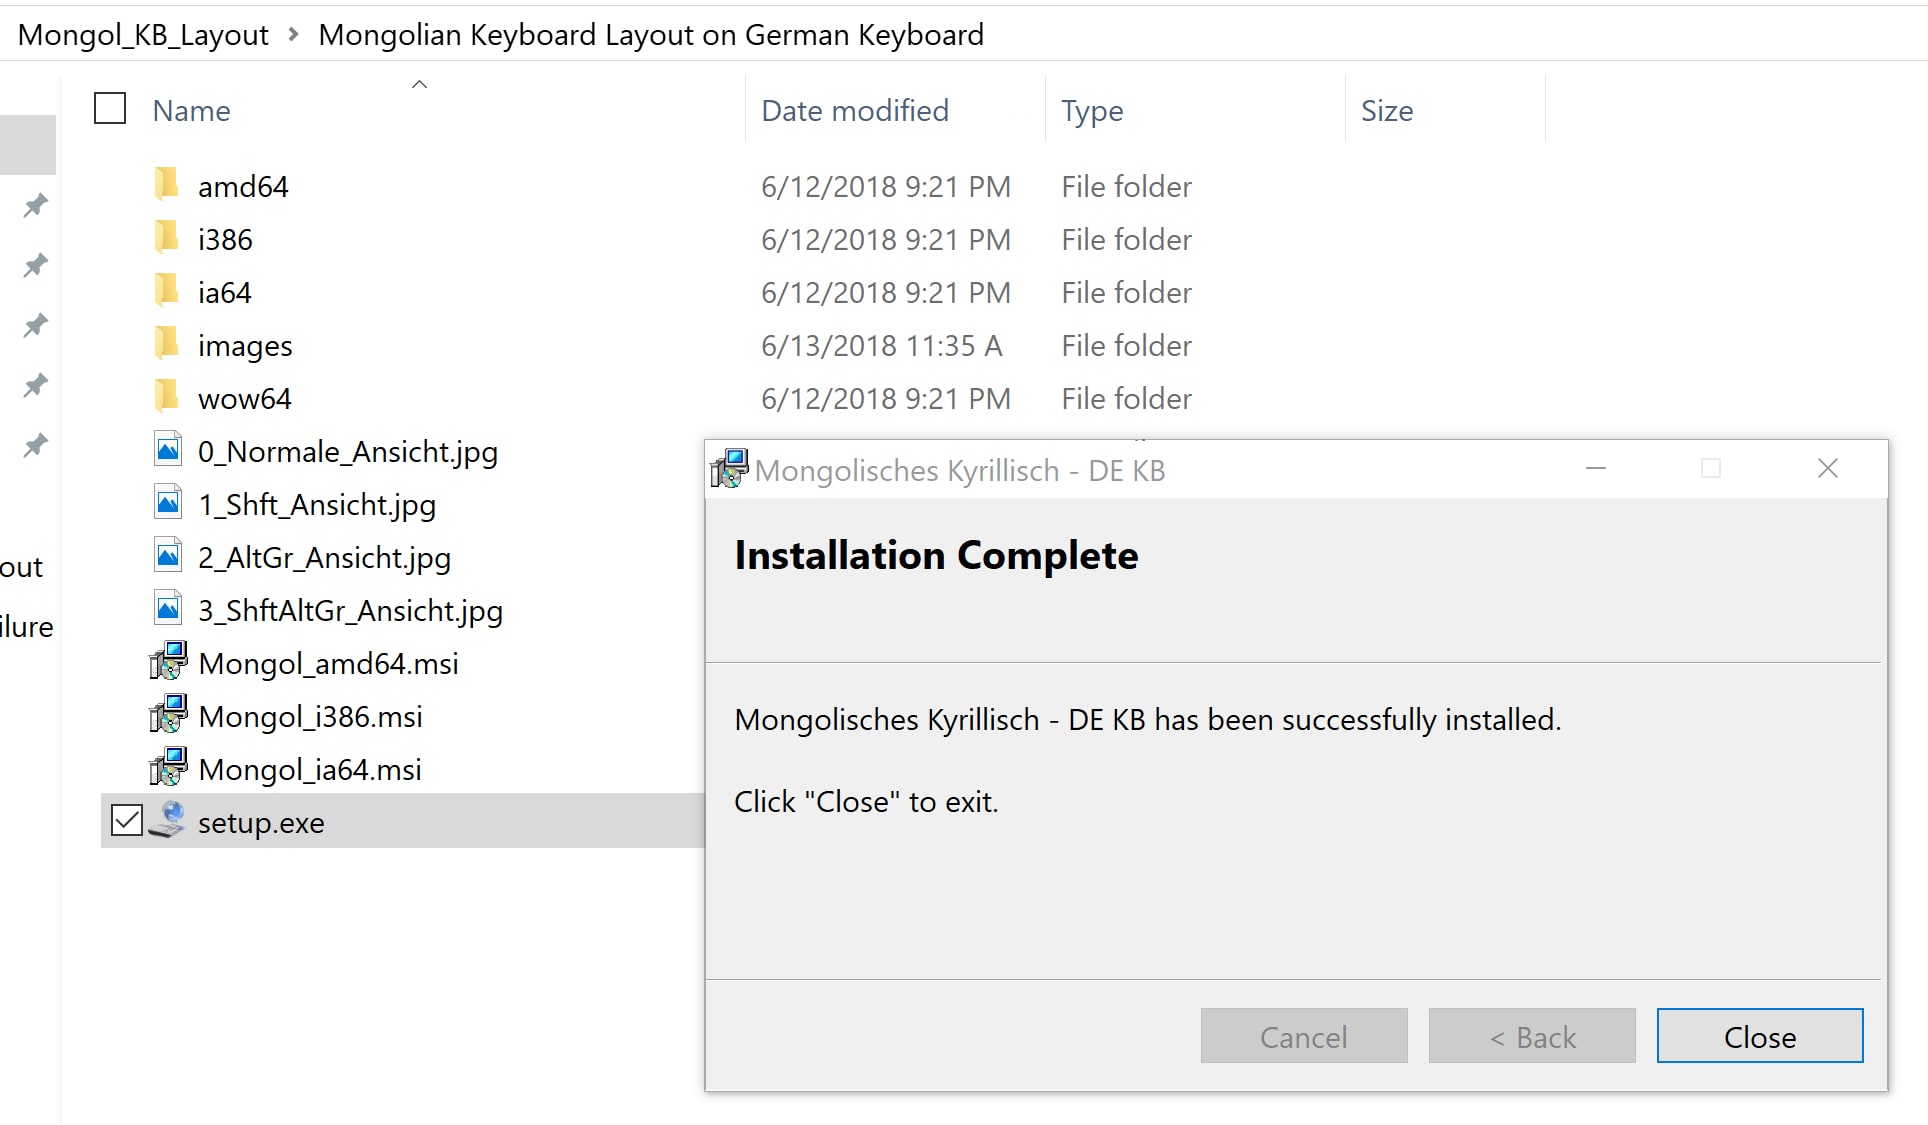 Mongol_KB_Layout > Mongolian Keyboard Layout on German Keyboard
Name Date modified Type Size
amd64 6/12/2018 9:21 PM File folder
i386 6/12/2018 9:21 PM File folder
ia64 6/12/2018 9:21 PM File folder
images 6/13/2018 11:35 A File folder
wow64 6/12/2018 9:21 PM File folder
0_Normale_Ansicht.jpg
1_Shft_Ansicht.jpg
2_AltGr_Ansicht.jpg
3_ShftAltGr_Ansicht.jpg
Mongol_amd64.msi
Mongol_i386.msi
Mongol_ia64.msi
setup.exe
out
ilure
Mongolisches Kyrillisch - DE KB
Installation Complete
Mongolisches Kyrillisch - DE KB has been successfully installed.
Click "Close" to exit.
Cancel < Back Close